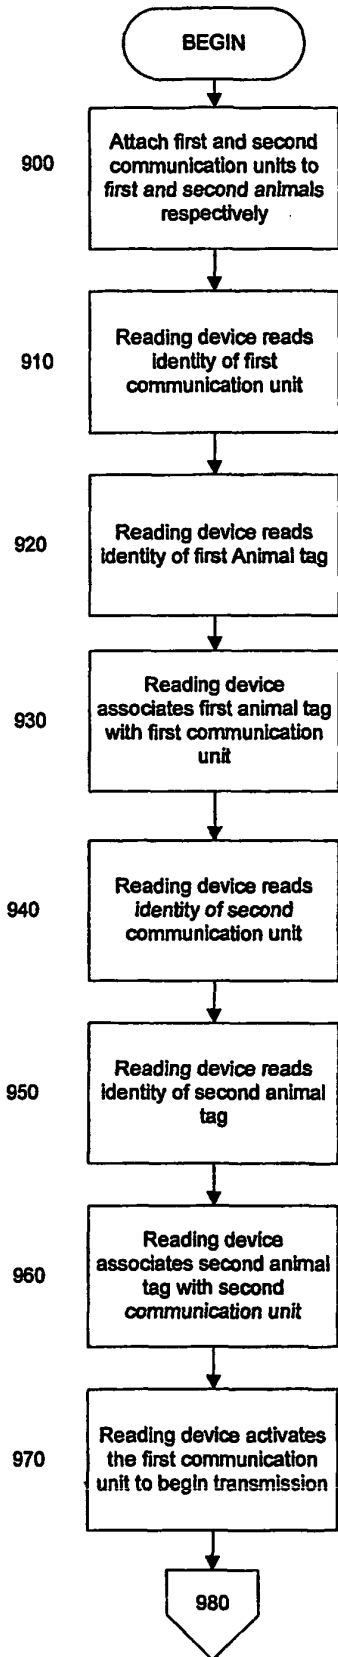 BEGIN
900
Attach first and second
communication units to
first and second animals
respectively
910
Reading device reads
identity of first
communication unit
920
Reading device reads
identity of first Animal tag
930
Reading device
associates first animal tag
with first communication
unit
940
Reading device reads
identity of second
communication unit
950
Reading device reads
identity of second animal
tag
960
Reading device
associates second animal
tag with second
communication unit
970
Reading device activates
the first communication
unit to begin transmission
980